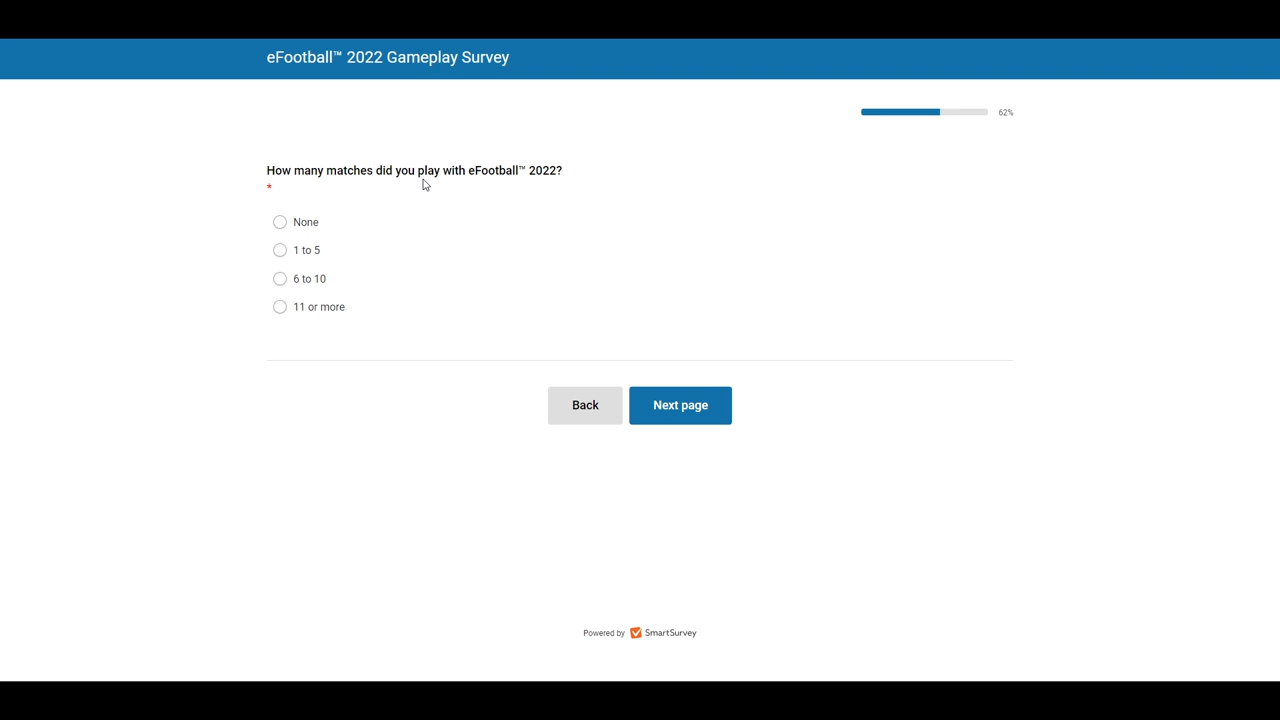 eFootball™ 2022 Gameplay Survey
62%
How many matches did you play with eFootball™ 2022?
*
None
1 to 5
6 to 10
11 or more
Back
Next page
Powered by SmartSurvey